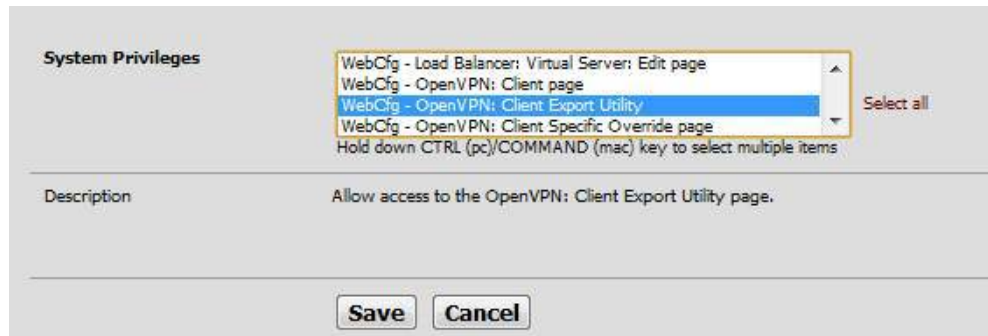 System Privileges
WebCfg - Load Balancer: Virtual Server: Edit page
WebCfg - OpenVPN: Client page
WebCfg - OpenVPN: Client Export Utility
WebCfg - OpenVPN: Client Specific Override page
Select all
Hold down CTRL (pc)/COMMAND (mac) key to select multiple items
Description
Allow access to the OpenVPN: Client Export Utility page.
Save
Cancel